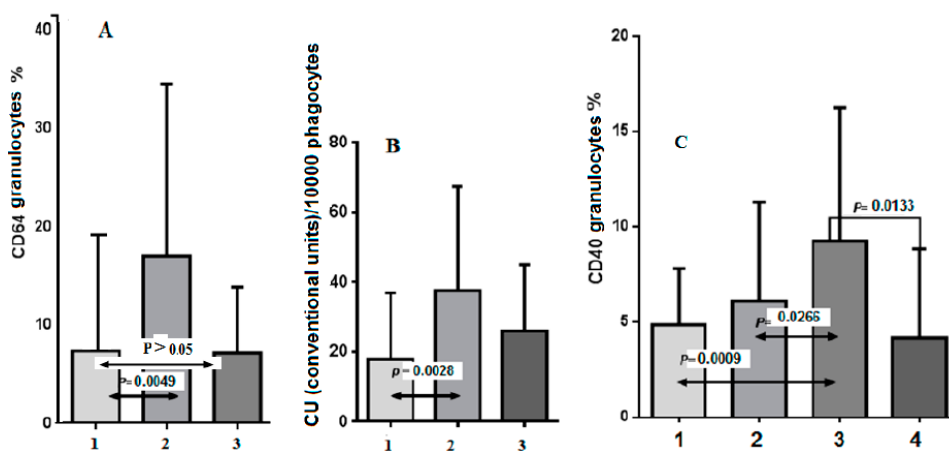 A
CD64 granulocytes %
40
30
20
10
0
P > 0.05
P= 0.0049
1 2 3
B
CU (conventional units)/10000 phagocytes
80
60
40
20
0
p = 0.0028
1 2 3
C
CD40 granulocytes %
20
15
10
5
0
P= 0.0133
P= 0.0266
P= 0.0009
1 2 3 4